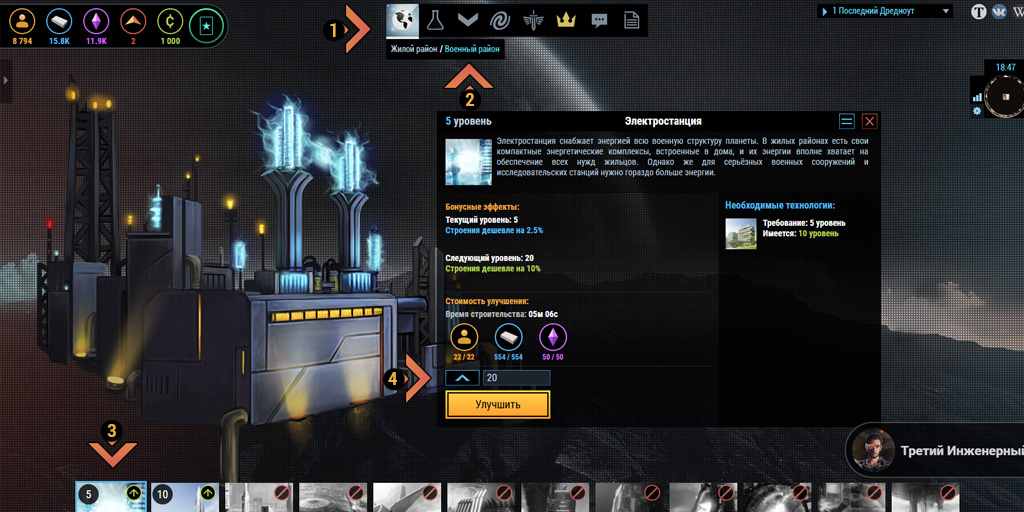 8 794
15.8K
11.9K
2
1 000
1
Жилой район / Военный район
1 Последний Дредноут
18:47
2
5 уровень
Электростанция
Электростанция снабжает энергией всю военную структуру планеты. В жилых районах есть свои
компактные энергетические комплексы, встроенные в дома, и их энергии вполне хватает на
обеспечение всех нужд жильцов. Однако же для серьёзных военных сооружений и
исследовательских станций нужно гораздо больше энергии.
Бонусные эффекты:
Текущий уровень: 5
Строения дешевле на 2.5%
Следующий уровень: 20
Строения дешевле на 10%
Необходимые технологии:
Требование: 5 уровень
Имеется: 10 уровень
Стоимость улучшения:
Время строительства: 05м 06с
22 / 22
554 / 554
50 / 50
4
20
Улучшить
3
Третий Инженерный
5
10